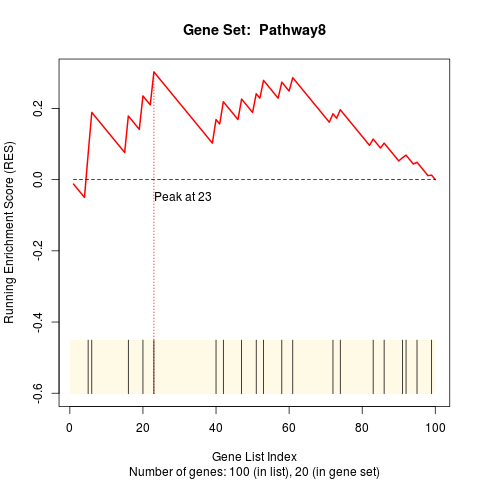 Gene Set:  Pathway8
Running Enrichment Score (RES)
0.2
0.0
-0.2
-0.4
-0.6
Peak at 23
0 20 40 60 80 100
Gene List Index
Number of genes: 100 (in list), 20 (in gene set)